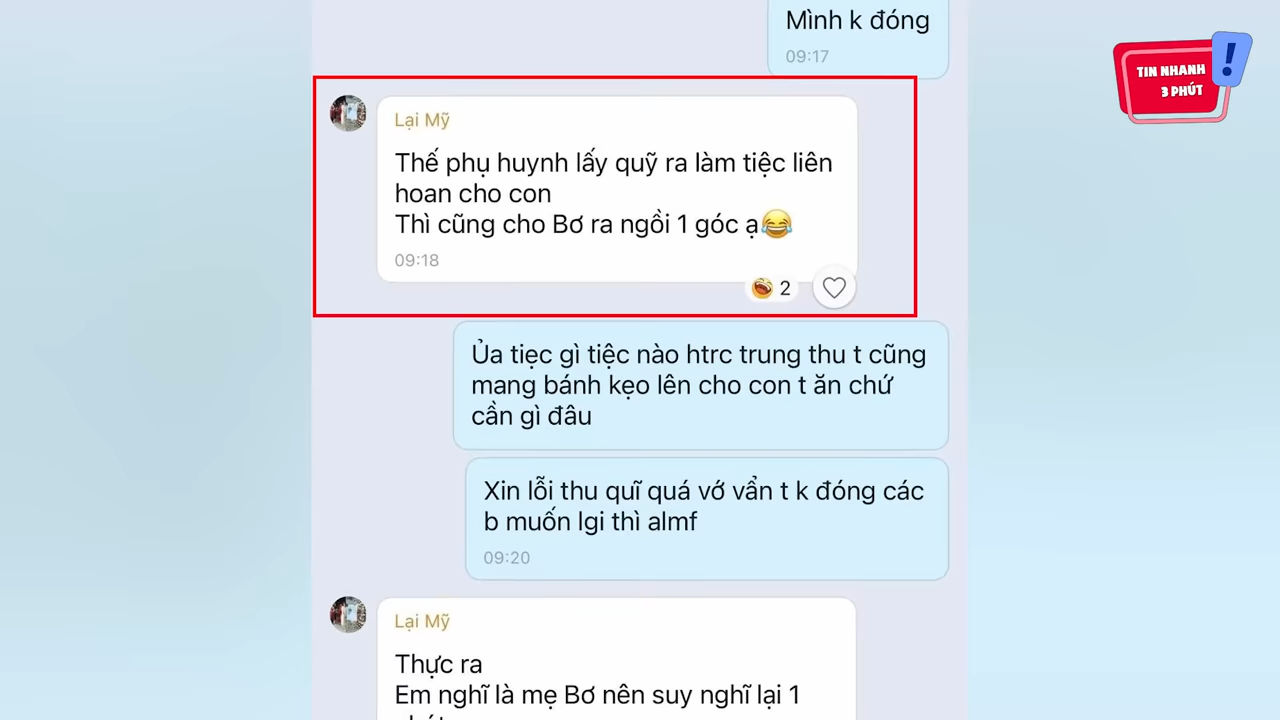 Mình k đóng
09:17
TIN NHANH
3 PHÚT
Lại Mỹ
Thế phụ huynh lấy quỹ ra làm tiệc liên
hoan cho con
Thì cũng cho Bơ ra ngồi 1 góc ạ😂
09:18
2
Ủa tiẹc gì tiệc nào htrc trung thu t cũng
mang bánh kẹo lên cho con t ăn chứ
cần gì đâu
Xin lỗi thu quĩ quá vớ vẩn t k đóng các
b muốn lgi thì almf
09:20
Lại Mỹ
Thực ra
Em nghĩ là mẹ Bơ nên suy nghĩ lại 1